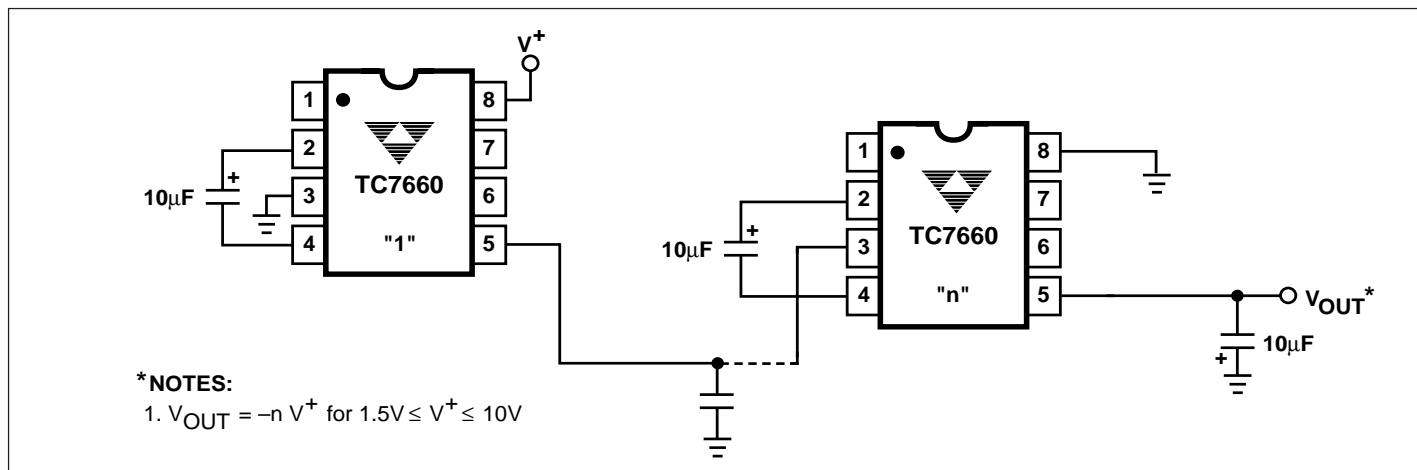 V+
1
8
2
7
+
TC7660
10µF
3
6
4
"1"
5
1
8
2
7
+
TC7660
10µF
3
6
4
"n"
5
VOUT*
10µF
+
*NOTES:
1. VOUT = –n V+ for 1.5V ≤ V+ ≤ 10V